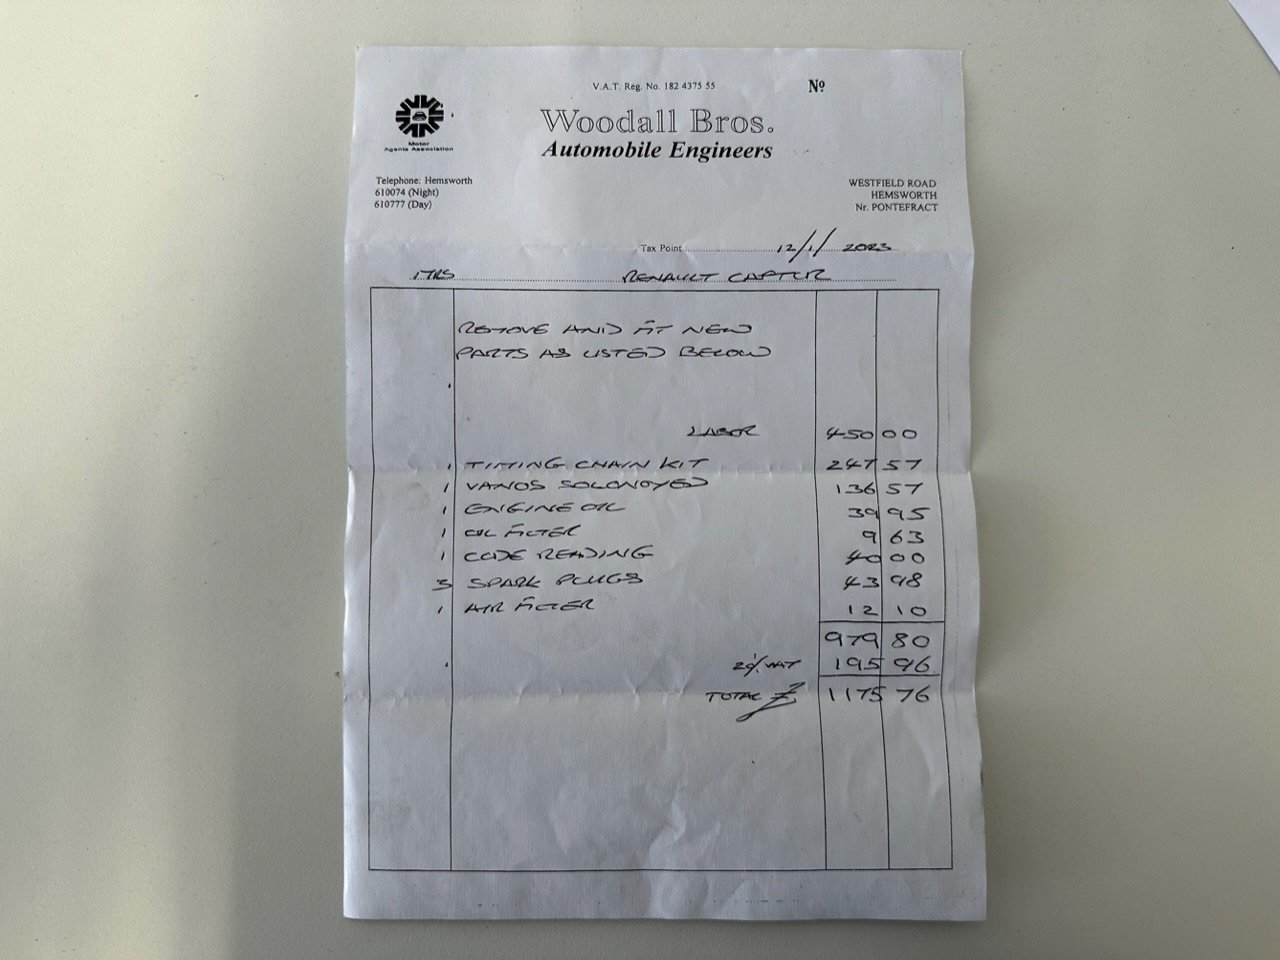 V.A.T. Reg. No. 182 4375 55
Nº
Woodall Bros.
Automobile Engineers
Motor
Agents Association
Telephone: Hemsworth
610074 (Night)
610777 (Day)
WESTFIELD ROAD
HEMSWORTH
Nr. PONTEFRACT
Tax Point 12/1/2023
MRS RENAULT CAPTUR
REMOVE AND FIT NEW
PARTS AS LISTED BELOW
LABOR 450 00
1 TIMING CHAIN KIT 247 57
1 VANOS SOLONOYED 136 57
1 ENGINE OIL 39 95
1 OIL FILTER 9 63
1 CODE READING 40 00
3 SPARK PLUGS 43 98
1 AIR FILTER 12 10
979 80
20% VAT 195 96
TOTAL £ 1175 76